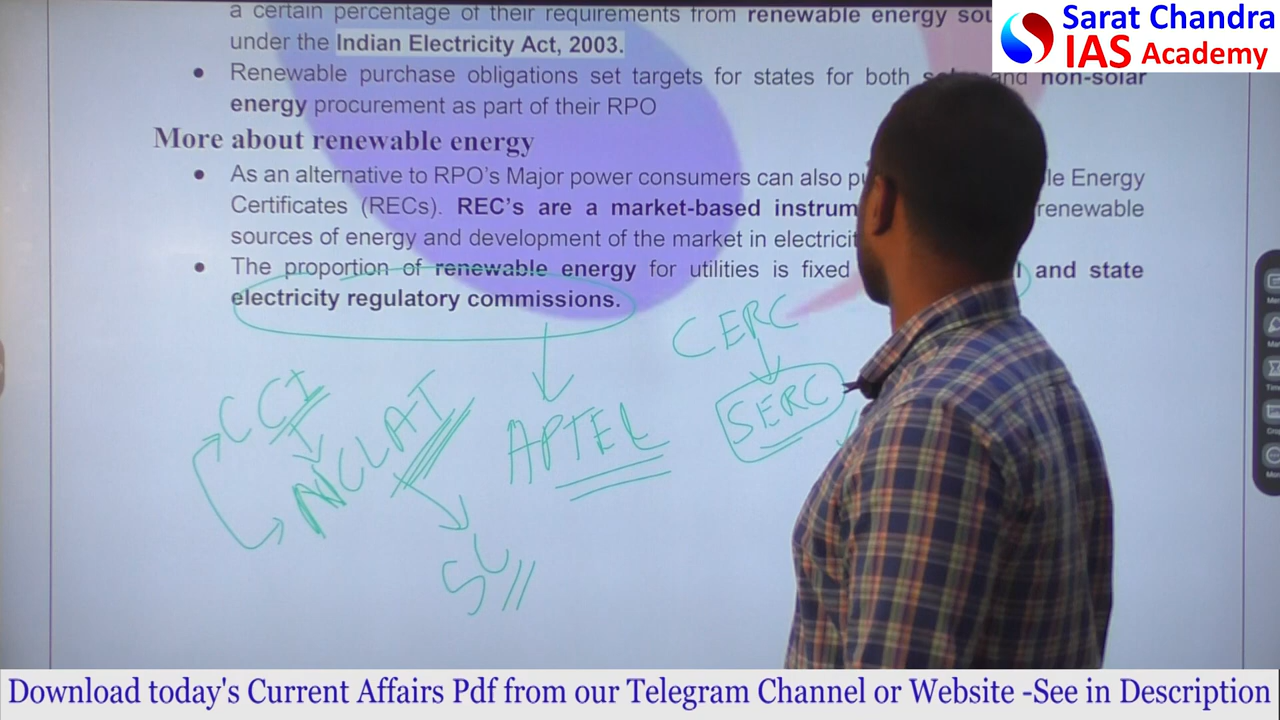 a certain percentage of their requirements from renewable energy
under the Indian Electricity Act, 2003.
• Renewable purchase obligations set targets for states for both solar and non-solar
energy procurement as part of their RPO
More about renewable energy
• As an alternative to RPO's Major power consumers can also Energy
Certificates (RECs). REC's are a market-based renewable
sources of energy and development of the market in
• The proportion of renewable energy for utilities is fixed and state
electricity regulatory commissions.
CERC
SERC
CCI
NCLAT
APTEL
SC
Sarat Chandra
IAS Academy
Download today's Current Affairs Pdf from our Telegram Channel or Website -See in Description